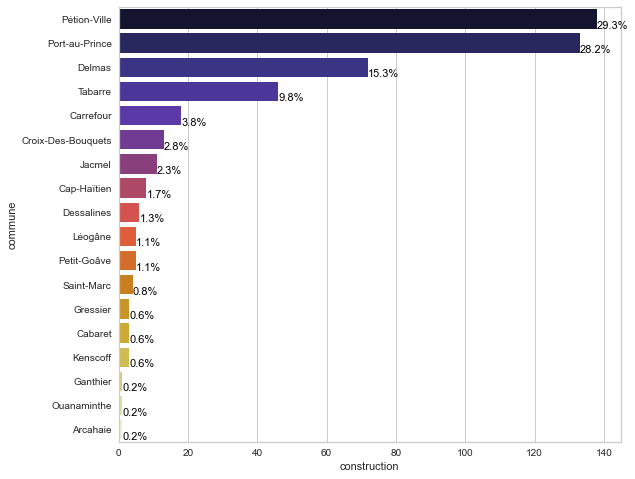 Pétion-Ville 29.3%
Port-au-Prince 28.2%
Delmas 15.3%
Tabarre 9.8%
Carrefour 3.8%
Croix-Des-Bouquets 2.8%
Jacmel 2.3%
Cap-Haïtien 1.7%
Dessalines 1.3%
Léogâne 1.1%
Petit-Goâve 1.1%
Saint-Marc 0.8%
Gressier 0.6%
Cabaret 0.6%
Kenscoff 0.6%
Ganthier 0.2%
Ouanaminthe 0.2%
Arcahaie 0.2%
commune
0 20 40 60 80 100 120 140
construction